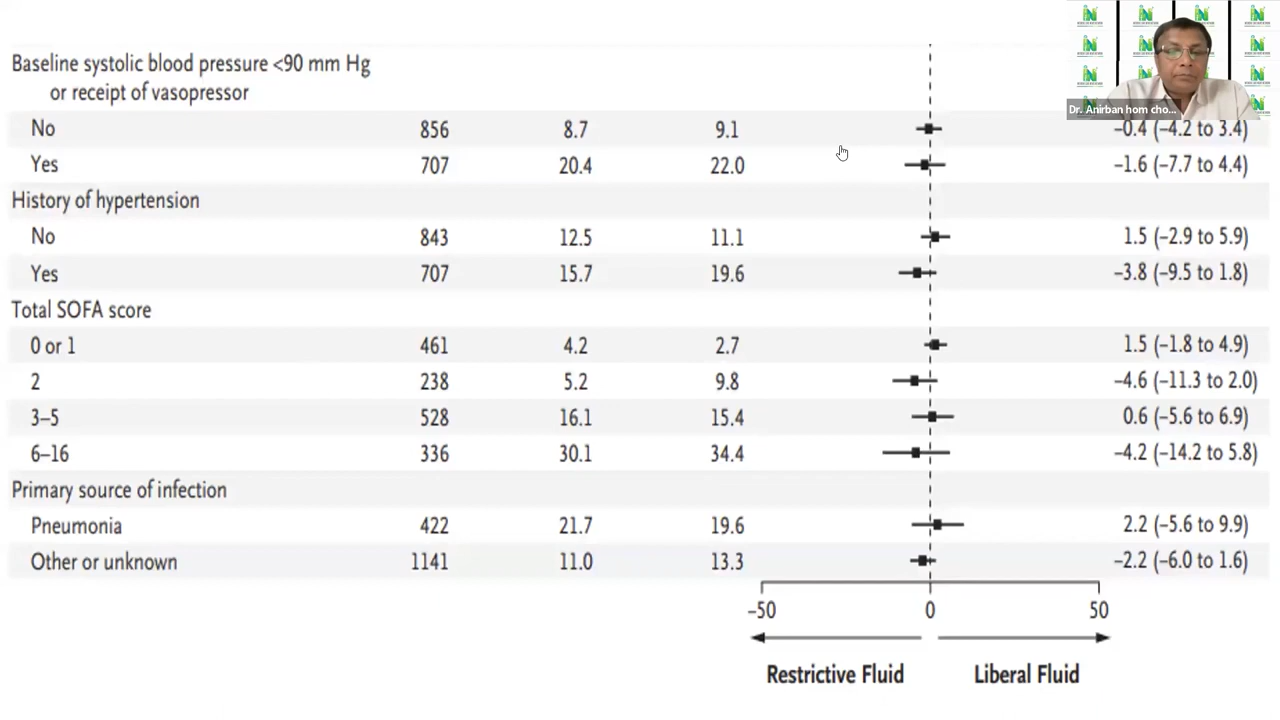 Dr. Anirban hom cho...
Baseline systolic blood pressure <90 mm Hg
or receipt of vasopressor
No 856 8.7 9.1 –0.4 (–4.2 to 3.4)
Yes 707 20.4 22.0 –1.6 (–7.7 to 4.4)
History of hypertension
No 843 12.5 11.1 1.5 (–2.9 to 5.9)
Yes 707 15.7 19.6 –3.8 (–9.5 to 1.8)
Total SOFA score
0 or 1 461 4.2 2.7 1.5 (–1.8 to 4.9)
2 238 5.2 9.8 –4.6 (–11.3 to 2.0)
3–5 528 16.1 15.4 0.6 (–5.6 to 6.9)
6–16 336 30.1 34.4 –4.2 (–14.2 to 5.8)
Primary source of infection
Pneumonia 422 21.7 19.6 2.2 (–5.6 to 9.9)
Other or unknown 1141 11.0 13.3 –2.2 (–6.0 to 1.6)
–50 0 50
Restrictive Fluid Liberal Fluid